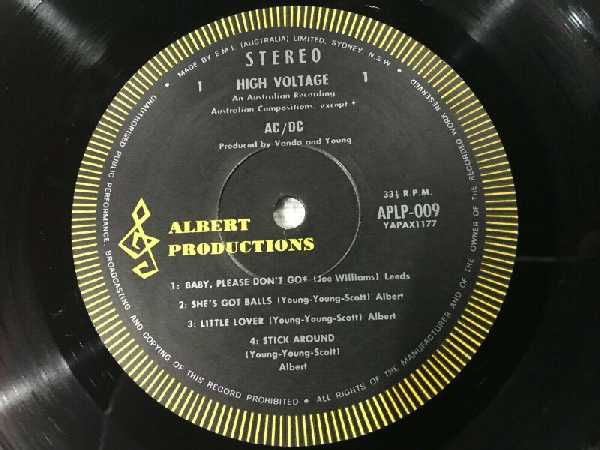 MADE BY E.M.I. (AUSTRALIA) LIMITED, SYDNEY, N.S.W.
STEREO
1 HIGH VOLTAGE 1
An Australian Recording
Australian Compositions, except *
AC/DC
Produced by Vanda and Young
33⅓ R.P.M.
APLP-009
YAPAX1177
ALBERT
PRODUCTIONS
1: BABY, PLEASE DON'T GO* (Joe Williams) Leeds
2: SHE'S GOT BALLS (Young-Young-Scott) Albert
3: LITTLE LOVER (Young-Young-Scott) Albert
4: STICK AROUND
(Young-Young-Scott)
Albert
UNAUTHORISED PUBLIC PERFORMANCE, BROADCASTING AND COPYING OF THIS RECORD PROHIBITED • ALL RIGHTS OF THE MANUFACTURER AND OF THE OWNER OF THE RECORDED WORK RESERVED